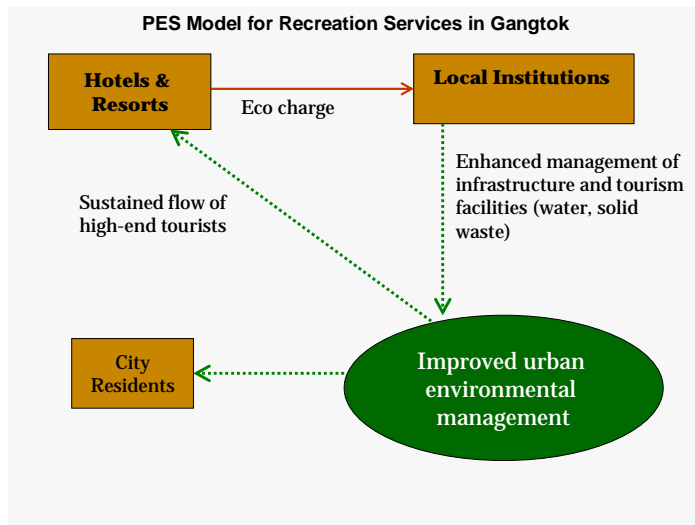 PES Model for Recreation Services in Gangtok
Hotels &
Resorts
Eco charge
Local Institutions
Enhanced management of
infrastructure and tourism
facilities (water, solid
waste)
Sustained flow of
high-end tourists
City
Residents
Improved urban
environmental
management